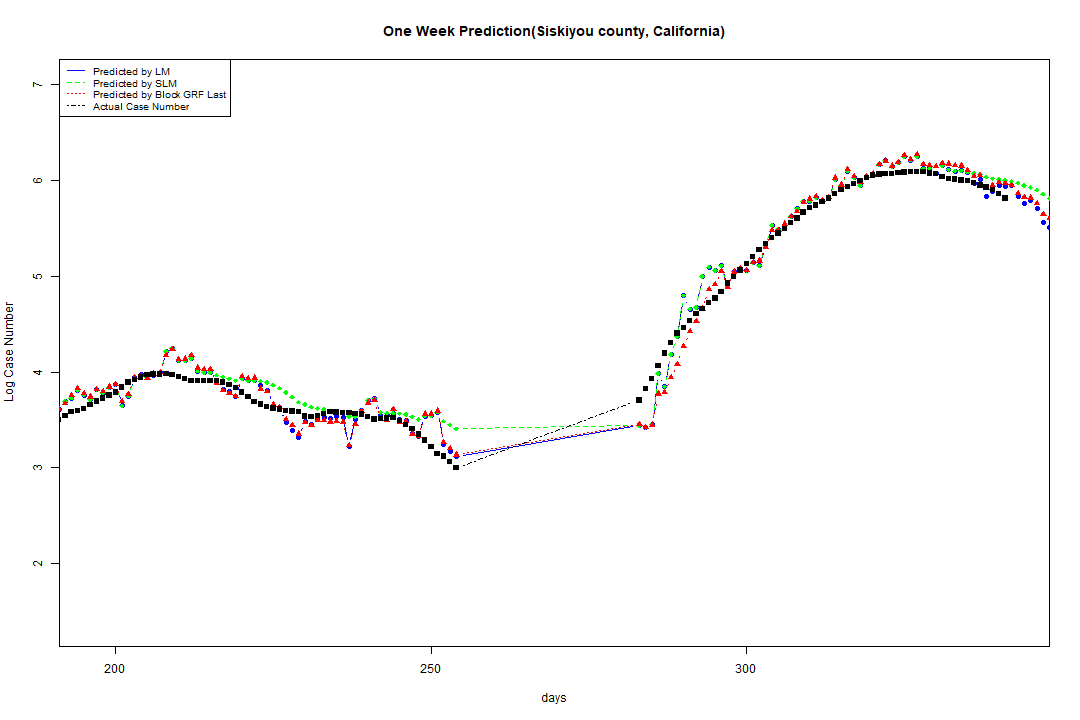 One Week Prediction(Siskiyou county, California)
Predicted by LM
Predicted by SLM
Predicted by Block GRF Last
Actual Case Number
7
6
5
4
3
2
Log Case Number
200
250
300
days